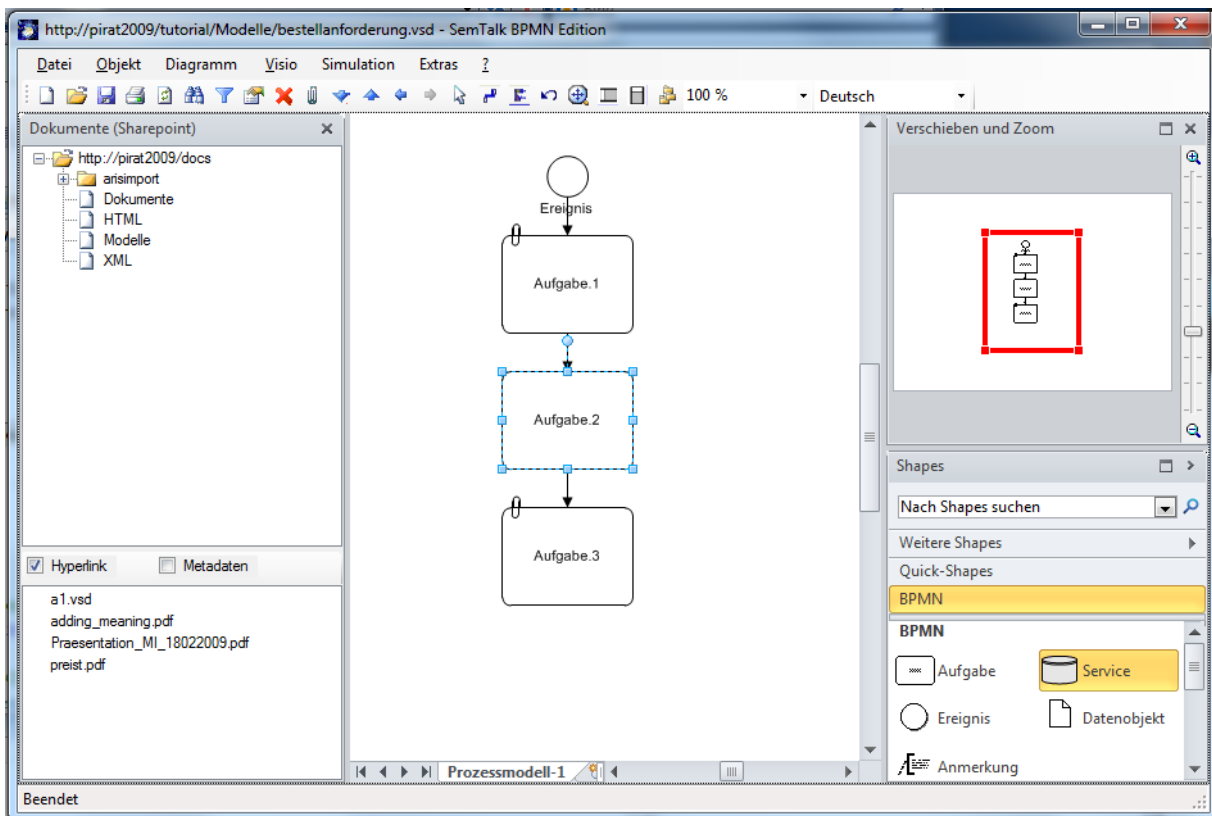 http://pirat2009/tutorial/Modelle/bestellanforderung.vsd - SemTalk BPMN Edition
Datei Objekt Diagramm Visio Simulation Extras ?
100 % Deutsch
Dokumente (Sharepoint)
http://pirat2009/docs
arisimport
Dokumente
HTML
Modelle
XML
Hyperlink Metadaten
a1.vsd
adding_meaning.pdf
Praesentation_MI_18022009.pdf
preist.pdf
Ereignis
Aufgabe.1
Aufgabe.2
Aufgabe.3
Prozessmodell-1
Verschieben und Zoom
Shapes
Nach Shapes suchen
Weitere Shapes
Quick-Shapes
BPMN
BPMN
Aufgabe Service
Ereignis Datenobjekt
Anmerkung
Beendet